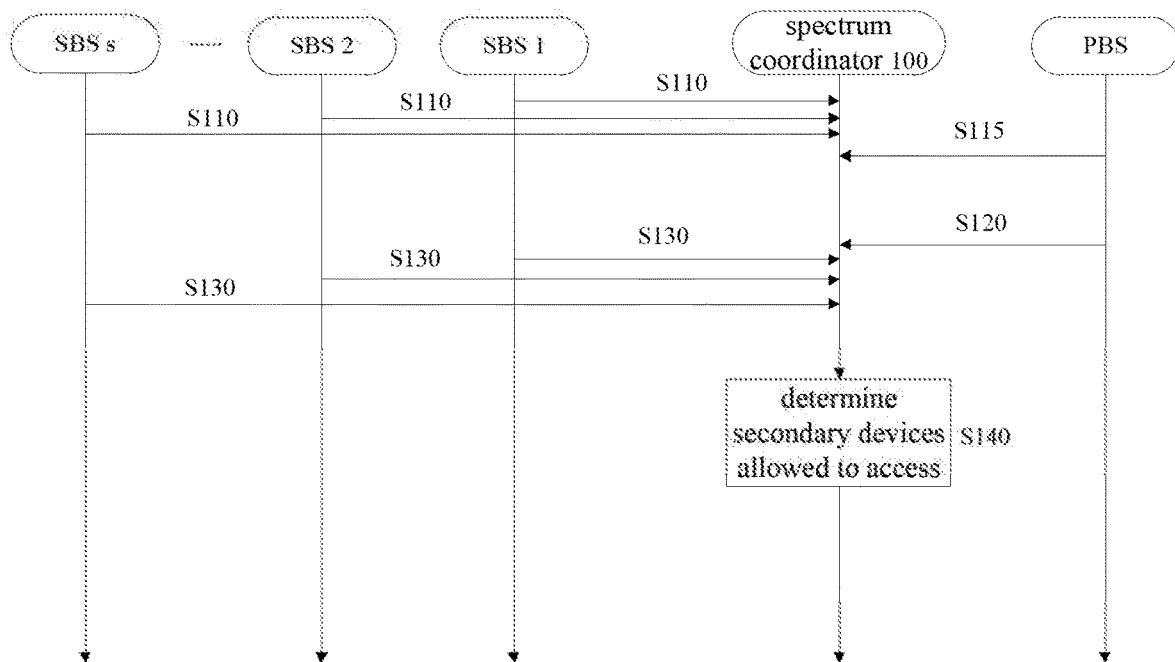 SBS s
SBS 2
SBS 1
spectrum
coordinator 100
PBS
S110
S110
S110
S115
S120
S130
S130
S130
determine
secondary devices
allowed to access
S140